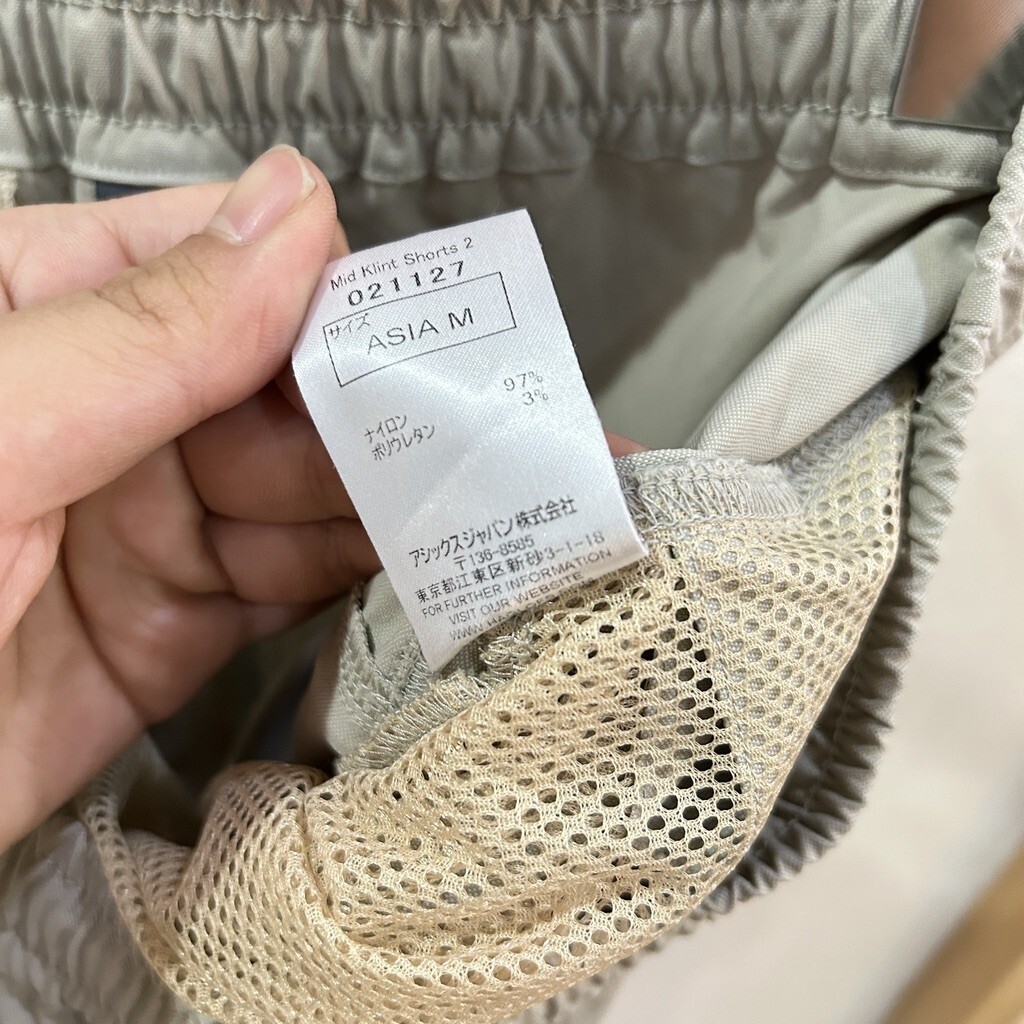 Mid Klint Shorts 2
021127
サイズ
ASIA M
ナイロン 97%
ポリウレタン 3%
アシックスジャパン株式会社
〒136-8585
東京都江東区新砂3-1-18
FOR FURTHER INFORMATION
VISIT OUR WEBSITE